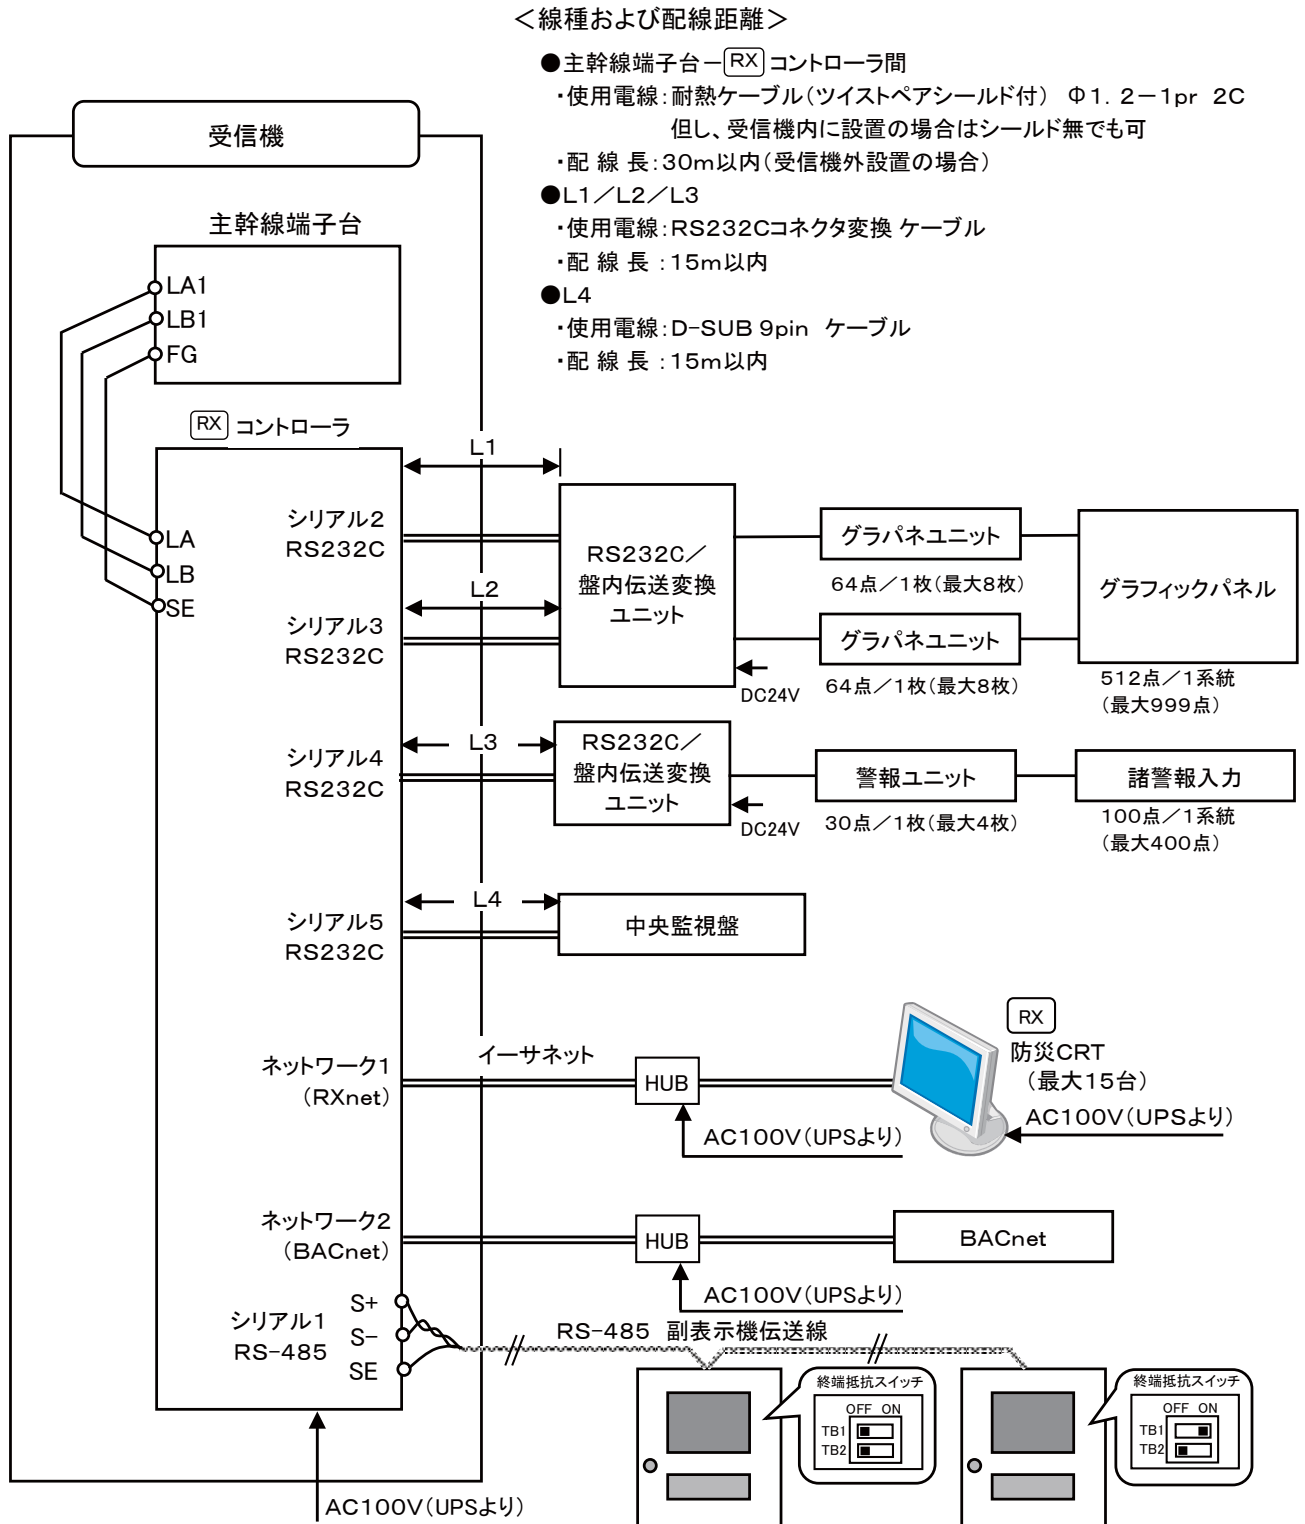 ＜線種および配線距離＞
●主幹線端子台－RX コントローラ間
・使用電線：耐熱ケーブル（ツイストペアシールド付） Φ1．2－1pr 2C
但し、受信機内に設置の場合はシールド無でも可
・配 線 長：30m以内（受信機外設置の場合）
●L1／L2／L3
・使用電線：RS232Cコネクタ変換 ケーブル
・配 線 長 ：15m以内
●L4
・使用電線：D-SUB 9pin ケーブル
・配 線 長 ：15m以内
受信機
主幹線端子台
LA1
LB1
FG
RX コントローラ
LA
LB
SE
L1
シリアル2
RS232C
L2
シリアル3
RS232C
RS232C／
盤内伝送変換
ユニット
DC24V
グラパネユニット
64点／1枚（最大8枚）
グラパネユニット
64点／1枚（最大8枚）
グラフィックパネル
512点／1系統
（最大999点）
L3
シリアル4
RS232C
RS232C／
盤内伝送変換
ユニット
DC24V
警報ユニット
30点／1枚（最大4枚）
諸警報入力
100点／1系統
（最大400点）
L4
シリアル5
RS232C
中央監視盤
ネットワーク1
（RXnet）
イーサネット
HUB
AC100V（UPSより）
RX
防災CRT
（最大15台）
AC100V（UPSより）
ネットワーク2
（BACnet）
HUB
BACnet
AC100V（UPSより）
シリアル1
RS-485
S+
S-
SE
RS-485 副表示機伝送線
終端抵抗スイッチ
OFF ON
TB1
TB2
終端抵抗スイッチ
OFF ON
TB1
TB2
AC100V（UPSより）